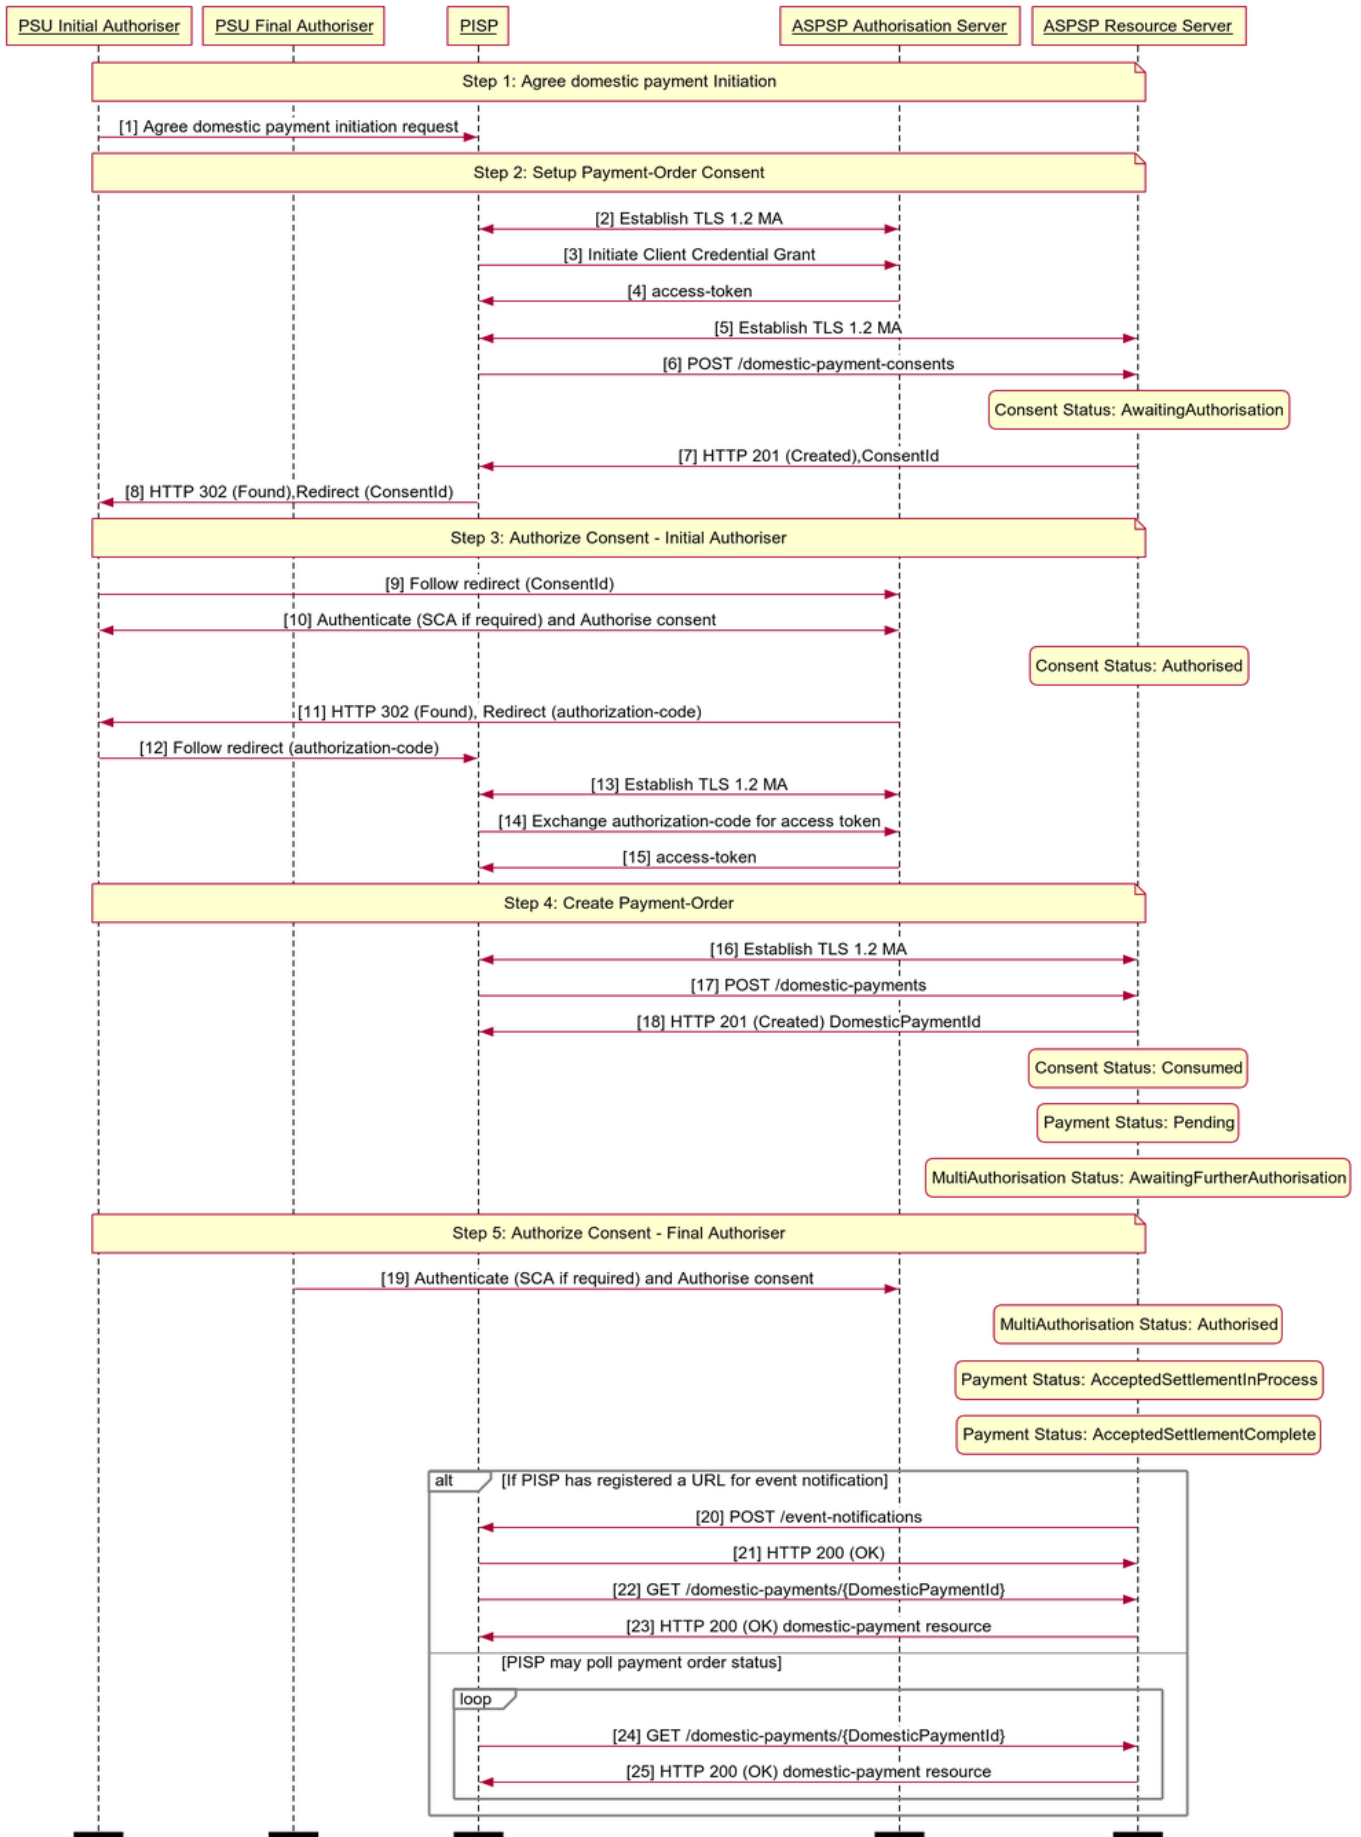 PSU Initial Authoriser
PSU Final Authoriser
PISP
ASPSP Authorisation Server
ASPSP Resource Server
Step 1: Agree domestic payment Initiation
[1] Agree domestic payment initiation request
Step 2: Setup Payment-Order Consent
[2] Establish TLS 1.2 MA
[3] Initiate Client Credential Grant
[4] access-token
[5] Establish TLS 1.2 MA
[6] POST /domestic-payment-consents
Consent Status: AwaitingAuthorisation
[7] HTTP 201 (Created),ConsentId
[8] HTTP 302 (Found),Redirect (ConsentId)
Step 3: Authorize Consent - Initial Authoriser
[9] Follow redirect (ConsentId)
[10] Authenticate (SCA if required) and Authorise consent
Consent Status: Authorised
[11] HTTP 302 (Found), Redirect (authorization-code)
[12] Follow redirect (authorization-code)
[13] Establish TLS 1.2 MA
[14] Exchange authorization-code for access token
[15] access-token
Step 4: Create Payment-Order
[16] Establish TLS 1.2 MA
[17] POST /domestic-payments
[18] HTTP 201 (Created) DomesticPaymentId
Consent Status: Consumed
Payment Status: Pending
MultiAuthorisation Status: AwaitingFurtherAuthorisation
Step 5: Authorize Consent - Final Authoriser
[19] Authenticate (SCA if required) and Authorise consent
MultiAuthorisation Status: Authorised
Payment Status: AcceptedSettlementInProcess
Payment Status: AcceptedSettlementComplete
alt [If PISP has registered a URL for event notification]
[20] POST /event-notifications
[21] HTTP 200 (OK)
[22] GET /domestic-payments/{DomesticPaymentId}
[23] HTTP 200 (OK) domestic-payment resource
[PISP may poll payment order status]
loop
[24] GET /domestic-payments/{DomesticPaymentId}
[25] HTTP 200 (OK) domestic-payment resource